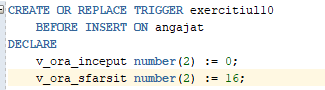 CREATE OR REPLACE TRIGGER exercitiul10
BEFORE INSERT ON angajat
DECLARE
v_ora_inceput number(2) := 0;
v_ora_sfarsit number(2) := 16;